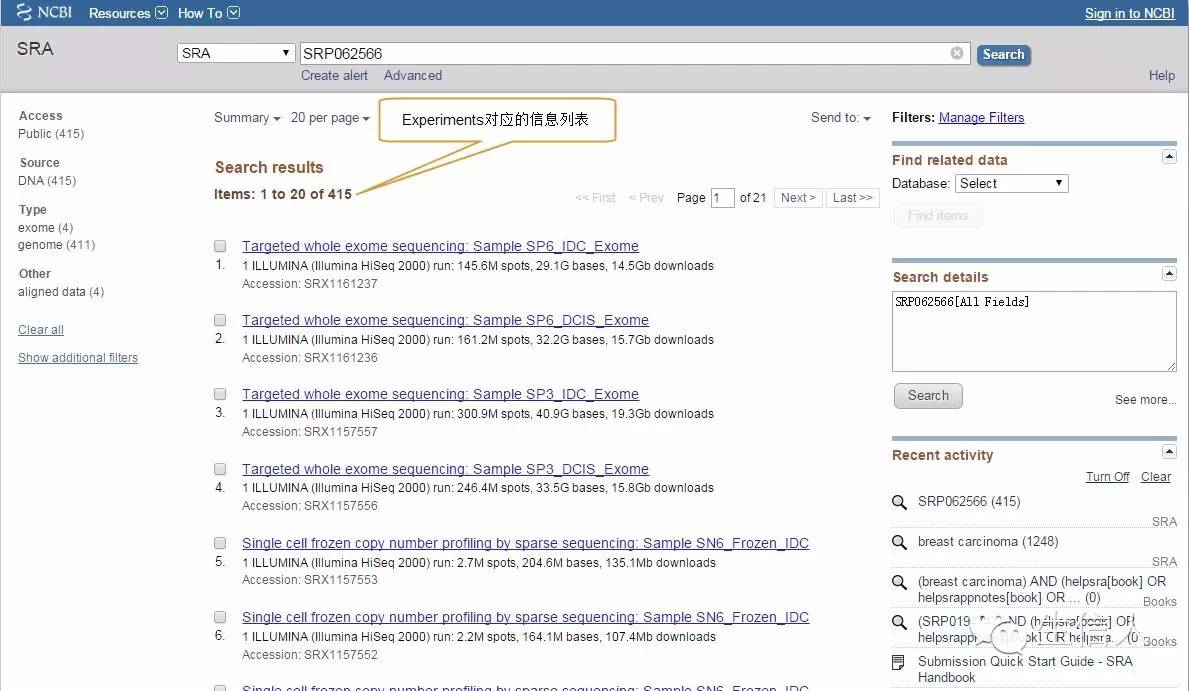 NCBI Resources How To Sign in to NCBI
SRA
SRA SRP062566 Search
Create alert Advanced Help
Access
Public (415)
Source
DNA (415)
Type
exome (4)
genome (411)
Other
aligned data (4)
Clear all
Show additional filters
Summary 20 per page Send to:
Experiments对应的信息列表
Search results
Items: 1 to 20 of 415
<< First < Prev Page 1 of 21 Next > Last >>
Targeted whole exome sequencing: Sample SP6_IDC_Exome
1. 1 ILLUMINA (Illumina HiSeq 2000) run: 145.6M spots, 29.1G bases, 14.5Gb downloads
Accession: SRX1161237
Targeted whole exome sequencing: Sample SP6_DCIS_Exome
2. 1 ILLUMINA (Illumina HiSeq 2000) run: 161.2M spots, 32.2G bases, 15.7Gb downloads
Accession: SRX1161236
Targeted whole exome sequencing: Sample SP3_IDC_Exome
3. 1 ILLUMINA (Illumina HiSeq 2000) run: 300.9M spots, 40.9G bases, 19.3Gb downloads
Accession: SRX1157557
Targeted whole exome sequencing: Sample SP3_DCIS_Exome
4. 1 ILLUMINA (Illumina HiSeq 2000) run: 246.4M spots, 33.5G bases, 15.8Gb downloads
Accession: SRX1157556
Single cell frozen copy number profiling by sparse sequencing: Sample SN6_Frozen_IDC
5. 1 ILLUMINA (Illumina HiSeq 2000) run: 2.7M spots, 204.6M bases, 135.1Mb downloads
Accession: SRX1157553
Single cell frozen copy number profiling by sparse sequencing: Sample SN6_Frozen_IDC
6. 1 ILLUMINA (Illumina HiSeq 2000) run: 2.2M spots, 164.1M bases, 107.4Mb downloads
Accession: SRX1157552
Single cell frozen copy number profiling by sparse sequencing: Sample SN6_Frozen_IDC
Filters: Manage Filters
Find related data
Database: Select
Find items
Search details
SRP062566[All Fields]
Search
See more...
Recent activity
Turn Off Clear
SRP062566 (415)
SRA
breast carcinoma (1248)
SRA
(breast carcinoma) AND (helpsra[book] OR
helpsrappnotes[book] OR ... (0)
Books
Books
Submission Quick Start Guide - SRA
Handbook